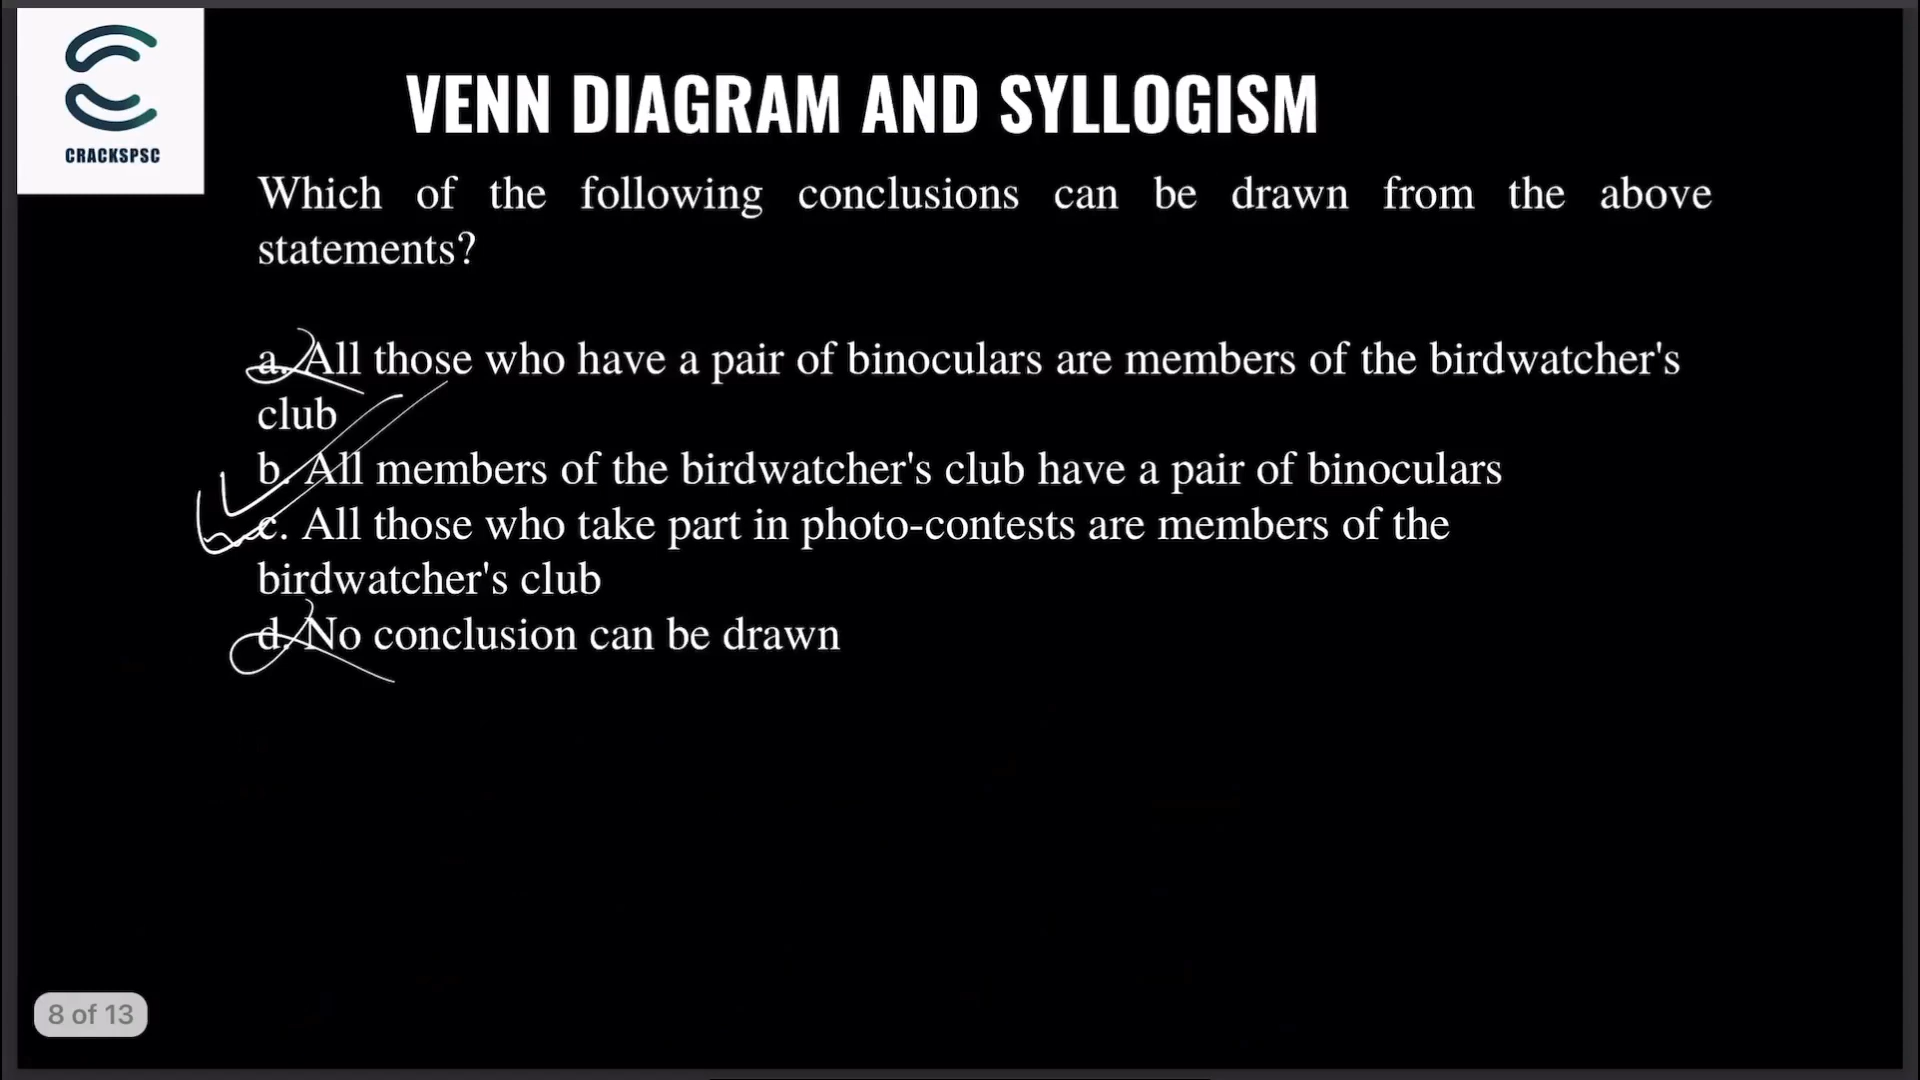 CRACKSPSC
VENN DIAGRAM AND SYLLOGISM
Which of the following conclusions can be drawn from the above
statements?
a. All those who have a pair of binoculars are members of the birdwatcher's
club
b. All members of the birdwatcher's club have a pair of binoculars
c. All those who take part in photo-contests are members of the
birdwatcher's club
d. No conclusion can be drawn
8 of 13